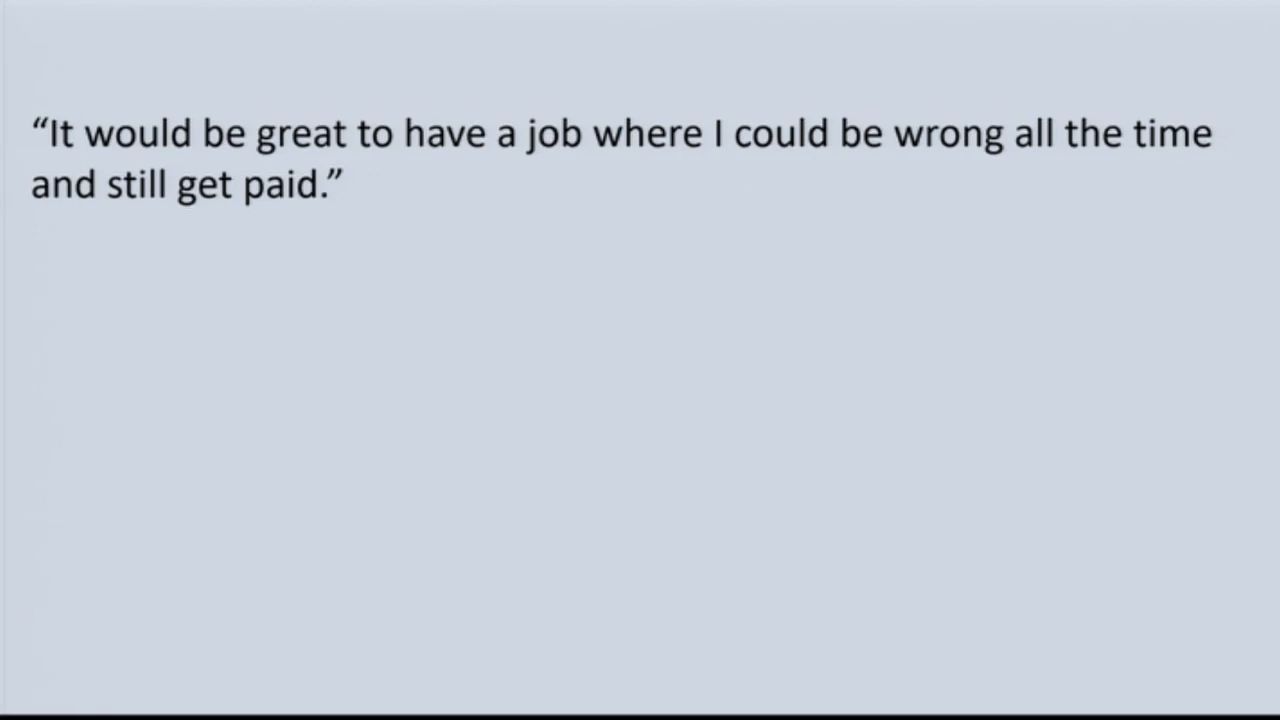 “It would be great to have a job where I could be wrong all the time
and still get paid.”